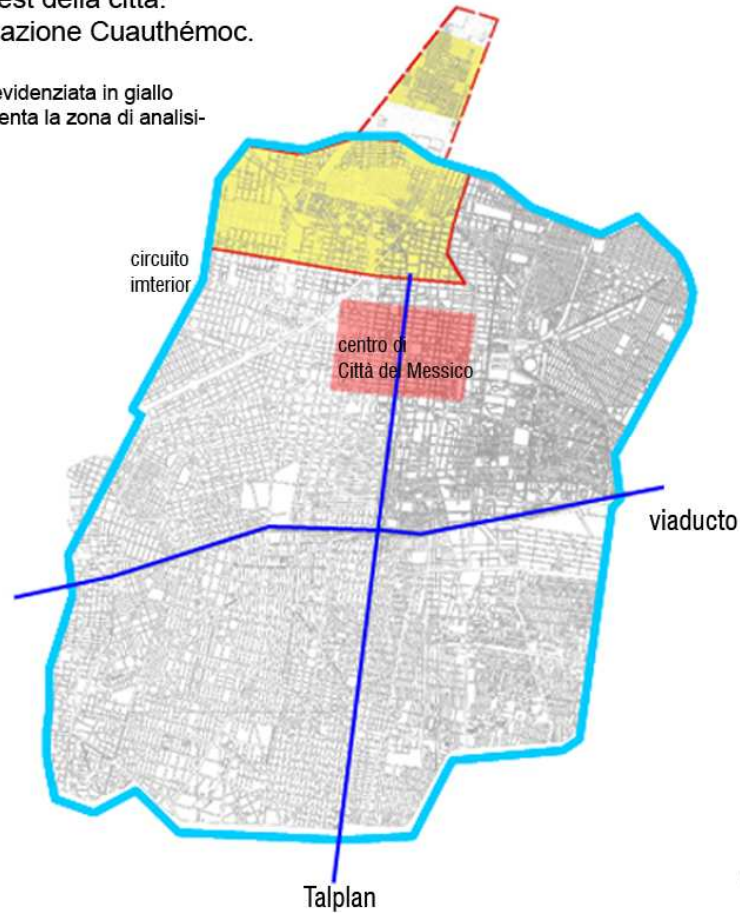 est della città.
azione Cuauthémoc.
evidenziata in giallo
enta la zona di analisi-
circuito
imterior
centro di
Città del Messico
viaducto
Talplan